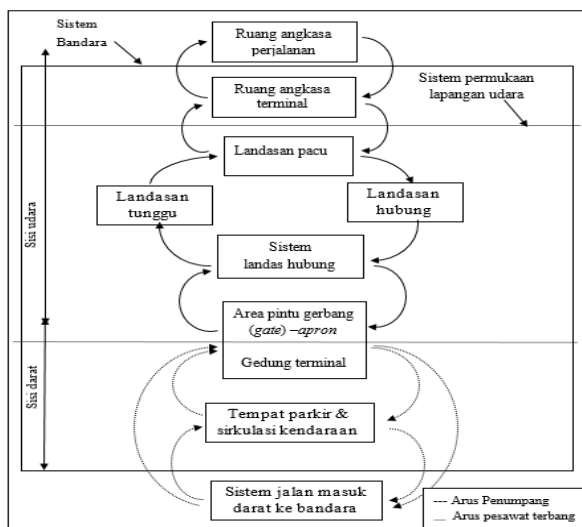 Sistem
Bandara
Ruang angkasa
perjalanan
Ruang angkasa
terminal
Sistem permukaan
lapangan udara
Landasan pacu
Landasan
tunggu
Landasan
hubung
Sistem
landas hubung
Area pintu gerbang
(gate) –apron
Gedung terminal
Tempat parkir &
sirkulasi kendaraan
Sistem jalan masuk
darat ke bandara
Sisi udara
Sisi darat
--- Arus Penumpang
__ Arus pesawat terbang